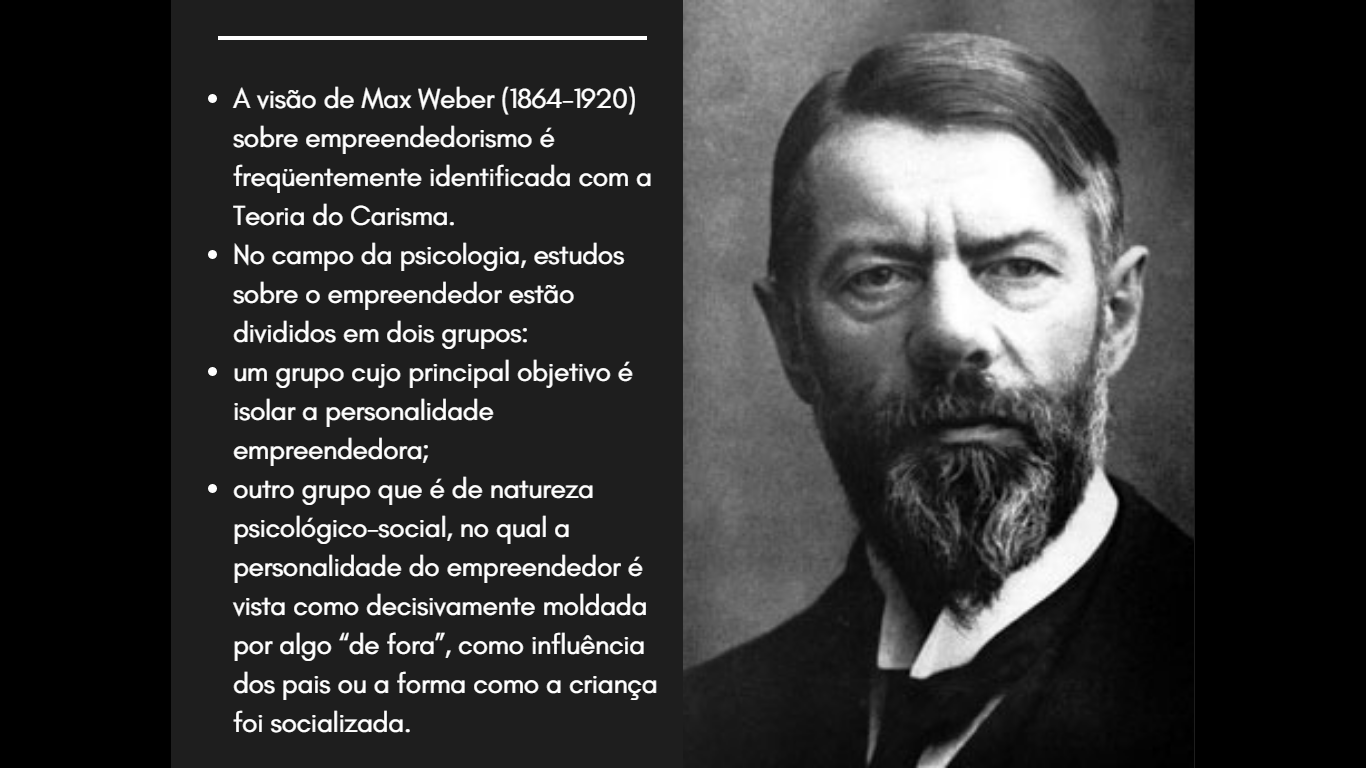 • A visão de Max Weber (1864-1920)
sobre empreendedorismo é
freqüentemente identificada com a
Teoria do Carisma.
• No campo da psicologia, estudos
sobre o empreendedor estão
divididos em dois grupos:
• um grupo cujo principal objetivo é
isolar a personalidade
empreendedora;
• outro grupo que é de natureza
psicológico-social, no qual a
personalidade do empreendedor é
vista como decisivamente moldada
por algo “de fora”, como influência
dos pais ou a forma como a criança
foi socializada.